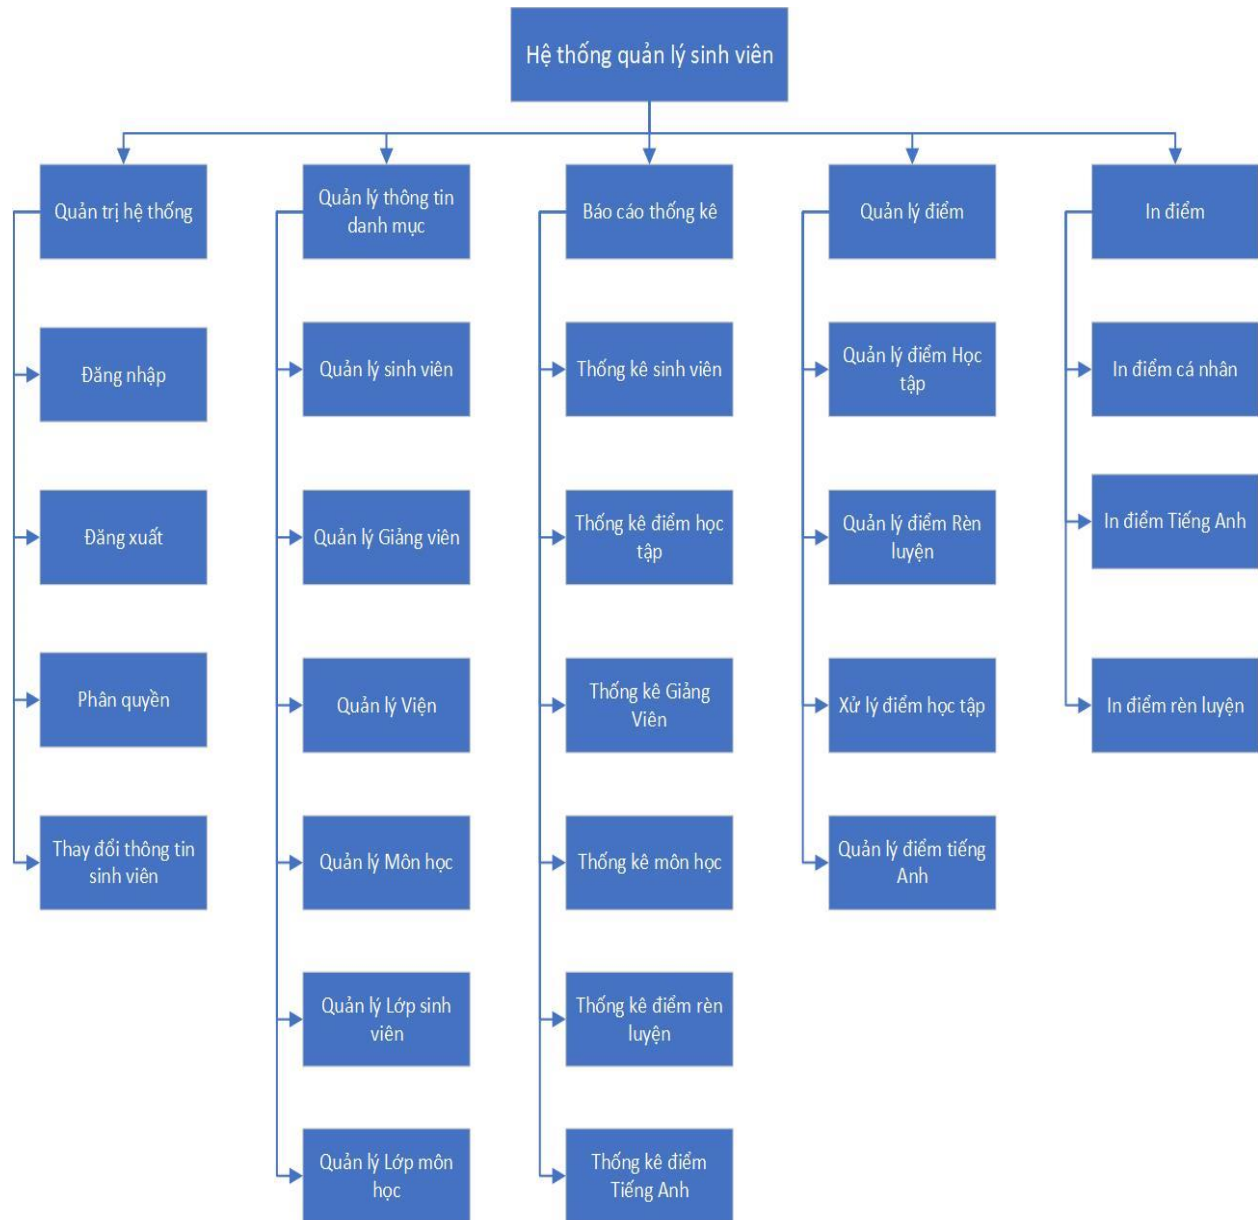 Hệ thống quản lý sinh viên
Quản trị hệ thống
Quản lý thông tin
danh mục
Báo cáo thống kê
Quản lý điểm
In điểm
Đăng nhập
Quản lý sinh viên
Thống kê sinh viên
Quản lý điểm Học
tập
In điểm cá nhân
Đăng xuất
Quản lý Giảng viên
Thống kê điểm học
tập
Quản lý điểm Rèn
luyện
In điểm Tiếng Anh
Phân quyền
Quản lý Viện
Thống kê Giảng
Viên
Xử lý điểm học tập
In điểm rèn luyện
Thay đổi thông tin
sinh viên
Quản lý Môn học
Thống kê môn học
Quản lý điểm tiếng
Anh
Quản lý Lớp sinh
viên
Thống kê điểm rèn
luyện
Quản lý Lớp môn
học
Thống kê điểm
Tiếng Anh